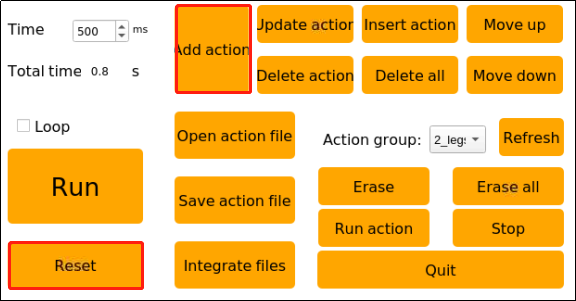 Time 500 ms
Add action
Update action Insert action Move up
Total time 0.8 s
Delete action Delete all Move down
Loop
Open action file
Action group: 2_legs Refresh
Run
Save action file
Erase Erase all
Run action Stop
Reset
Integrate files
Quit